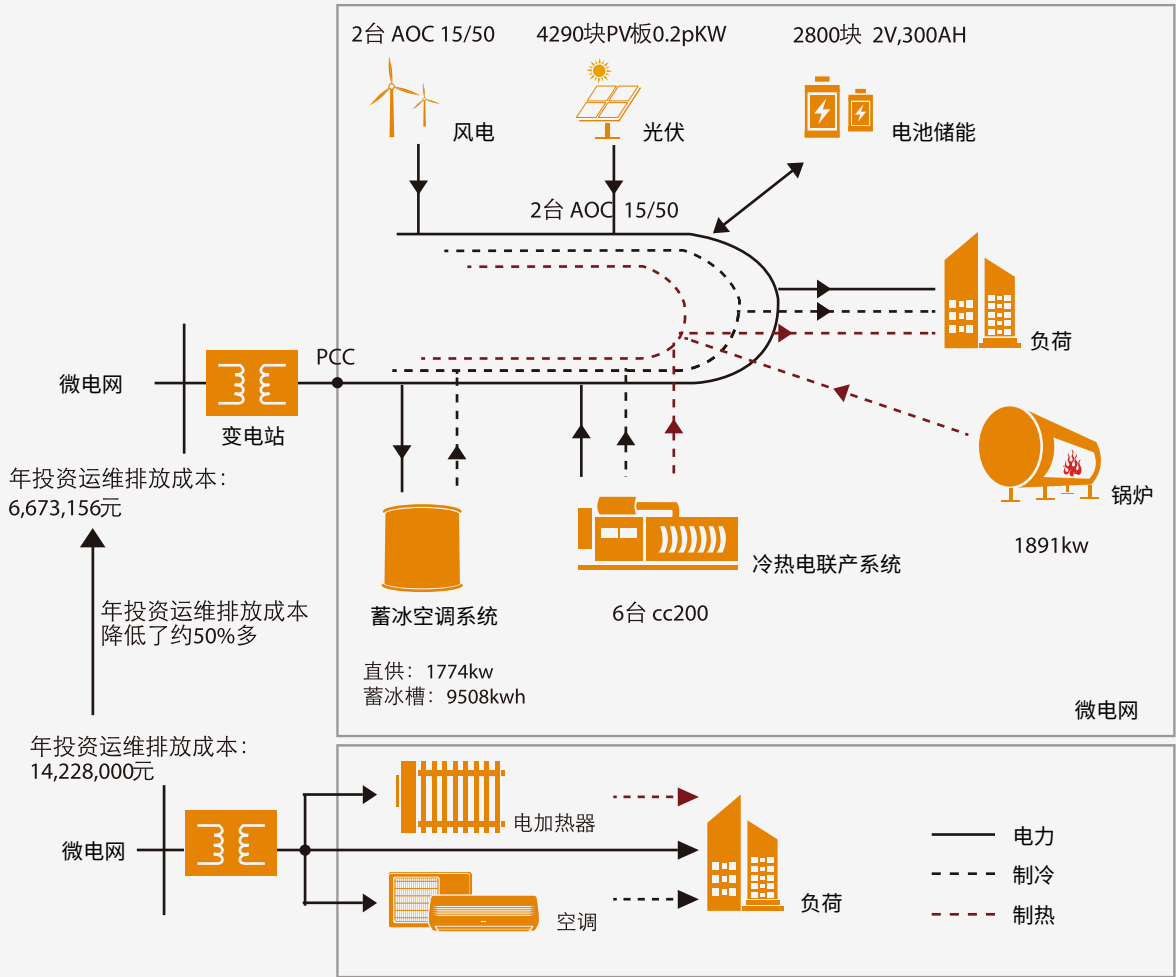 2台 AOC 15/50
4290块PV板0.2pKW
2800块 2V,300AH
风电
光伏
电池储能
2台 AOC 15/50
负荷
PCC
微电网
变电站
年投资运维排放成本：
6,673,156元
锅炉
1891kw
冷热电联产系统
蓄冰空调系统
6台 cc200
年投资运维排放成本
降低了约50%多
直供：1774kw
蓄冰槽：9508kwh
微电网
年投资运维排放成本：
14,228,000元
电加热器
微电网
负荷
空调
电力
制冷
制热